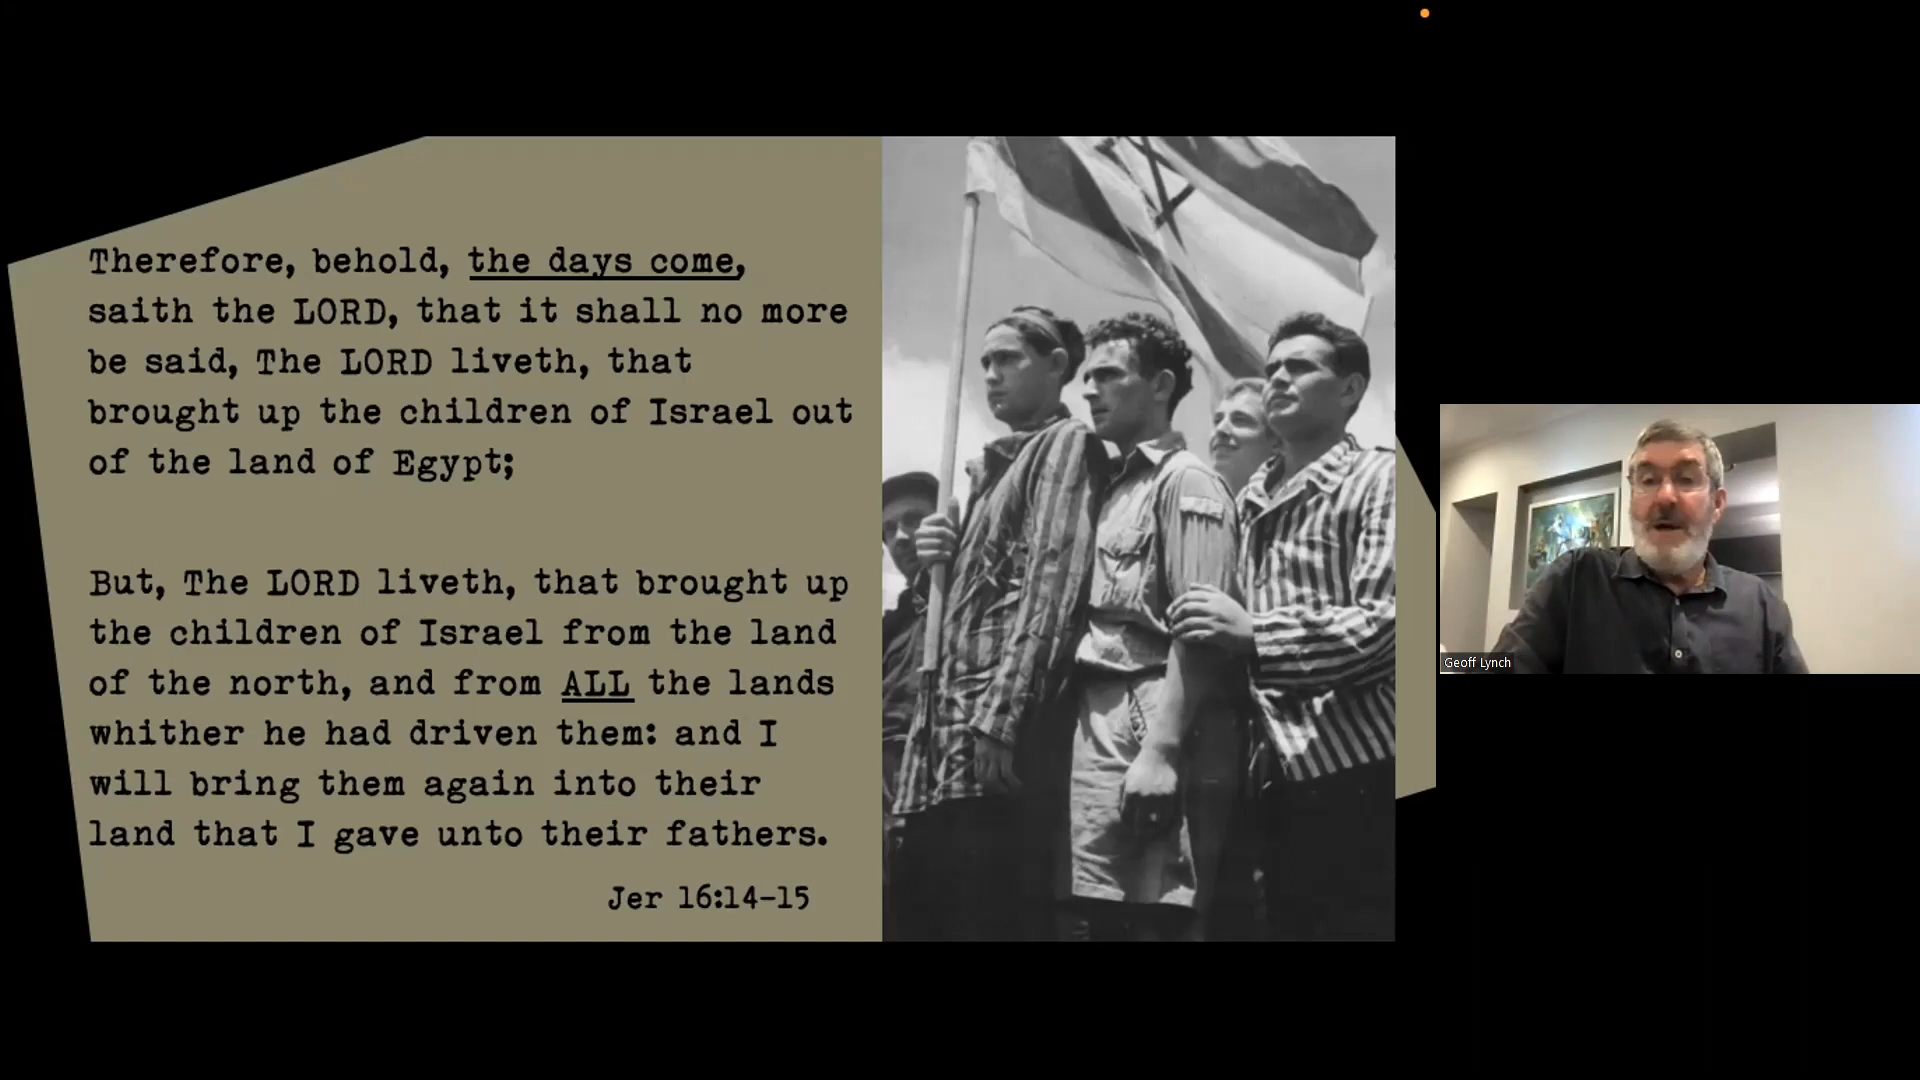 Therefore, behold, the days come,
saith the LORD, that it shall no more
be said, The LORD liveth, that
brought up the children of Israel out
of the land of Egypt;
But, The LORD liveth, that brought up
the children of Israel from the land
of the north, and from ALL the lands
whither he had driven them: and I
will bring them again into their
land that I gave unto their fathers.
Jer 16:14-15
Geoff Lynch